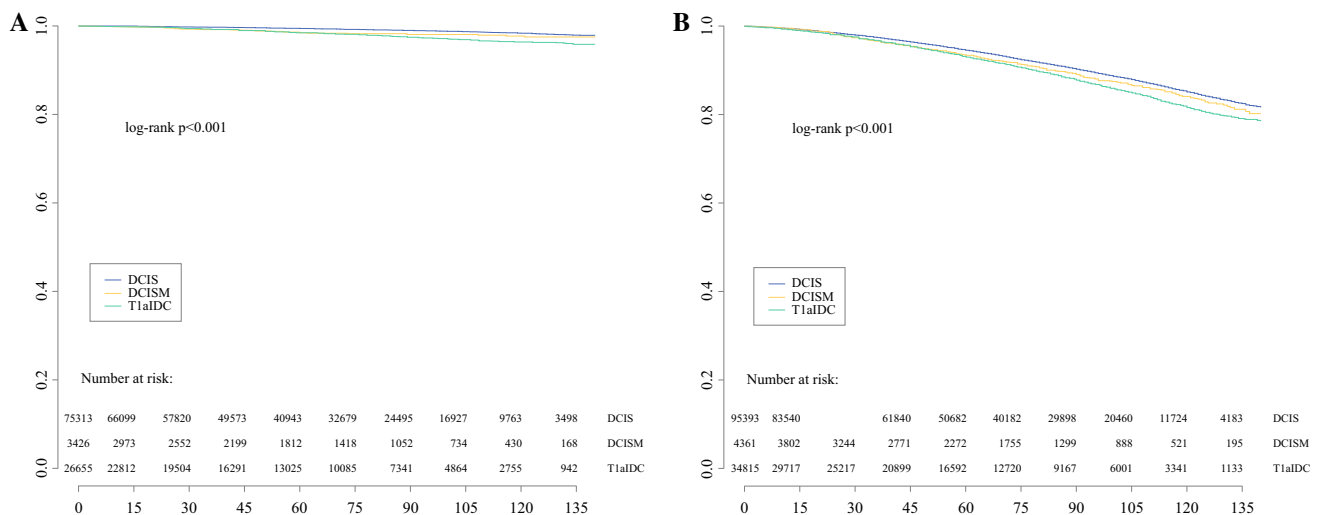 A
1.0
0.8
0.6
0.4
0.2
0.0
log-rank p<0.001
DCIS
DCISM
T1aIDC
Number at risk:
75313 66099 57820 49573 40943 32679 24495 16927 9763 3498 DCIS
3426 2973 2552 2199 1812 1418 1052 734 430 168 DCISM
26655 22812 19504 16291 13025 10085 7341 4864 2755 942 T1aIDC
0 15 30 45 60 75 90 105 120 135
B
1.0
0.8
0.6
0.4
0.2
0.0
log-rank p<0.001
DCIS
DCISM
T1aIDC
Number at risk:
95393 83540 61840 50682 40182 29898 20460 11724 4183 DCIS
4361 3802 3244 2771 2272 1755 1299 888 521 195 DCISM
34815 29717 25217 20899 16592 12720 9167 6001 3341 1133 T1aIDC
0 15 30 45 60 75 90 105 120 135